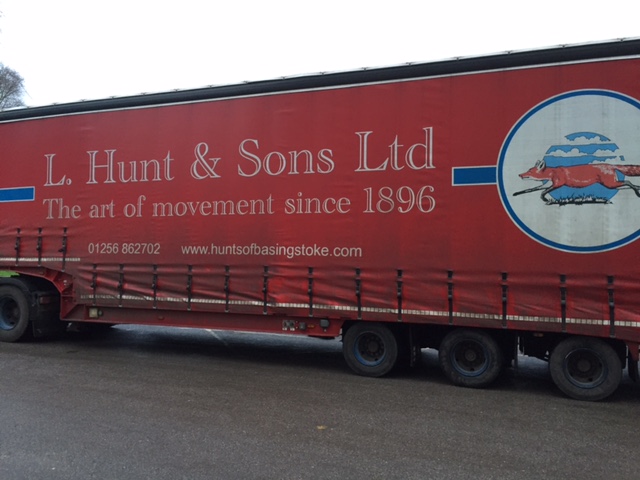 L. Hunt & Sons Ltd
The art of movement since 1896
01256 862702 www.huntsofbasingstoke.com